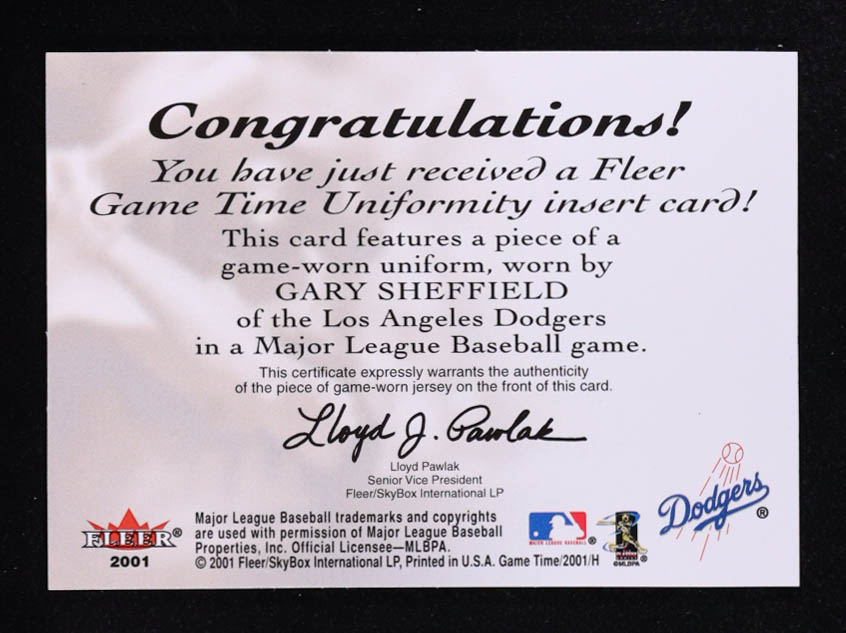 Congratulations!
You have just received a Fleer
Game Time Uniformity insert card!
This card features a piece of a
game-worn uniform, worn by
GARY SHEFFIELD
of the Los Angeles Dodgers
in a Major League Baseball game.
This certificate expressly warrants the authenticity
of the piece of game-worn jersey on the front of this card.
Lloyd J. Pawlak
Lloyd Pawlak
Senior Vice President
Fleer/SkyBox International LP
FLEER®
2001
Major League Baseball trademarks and copyrights
are used with permission of Major League Baseball
Properties, Inc. Official Licensee—MLBPA.
© 2001 Fleer/SkyBox International LP, Printed in U.S.A. Game Time/2001/H
MAJOR LEAGUE BASEBALL ®
®
©MLBPA
Dodgers ®